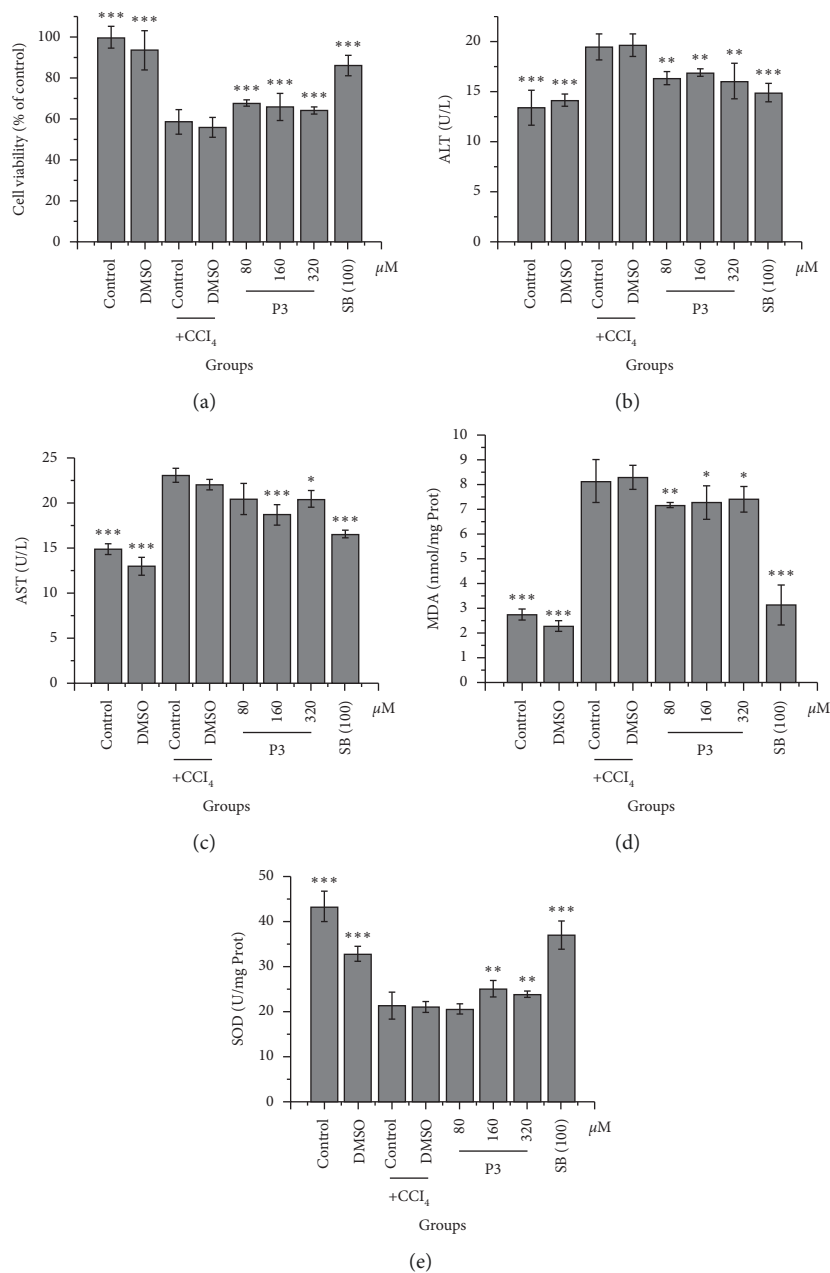 Cell viability (% of control)
100
80
60
40
20
0
*** *** *** *** *** ***
Control DMSO Control DMSO 80 160 320 SB (100) µM
+CCI₄ P3
Groups
(a)
ALT (U/L)
20
15
10
5
0
*** *** ** ** ** ***
Control DMSO Control DMSO 80 160 320 SB (100) µM
+CCI₄ P3
Groups
(b)
AST (U/L)
25
20
15
10
5
0
*** *** *** * ***
Control DMSO Control DMSO 80 160 320 SB (100) µM
+CCI₄ P3
Groups
(c)
MDA (nmol/mg Prot)
10
9
8
7
6
5
4
3
2
1
0
*** *** ** * * ***
Control DMSO Control DMSO 80 160 320 SB (100) µM
+CCI₄ P3
Groups
(d)
SOD (U/mg Prot)
50
40
30
20
10
0
*** *** ** ** ***
Control DMSO Control DMSO 80 160 320 SB (100) µM
+CCI₄ P3
Groups
(e)